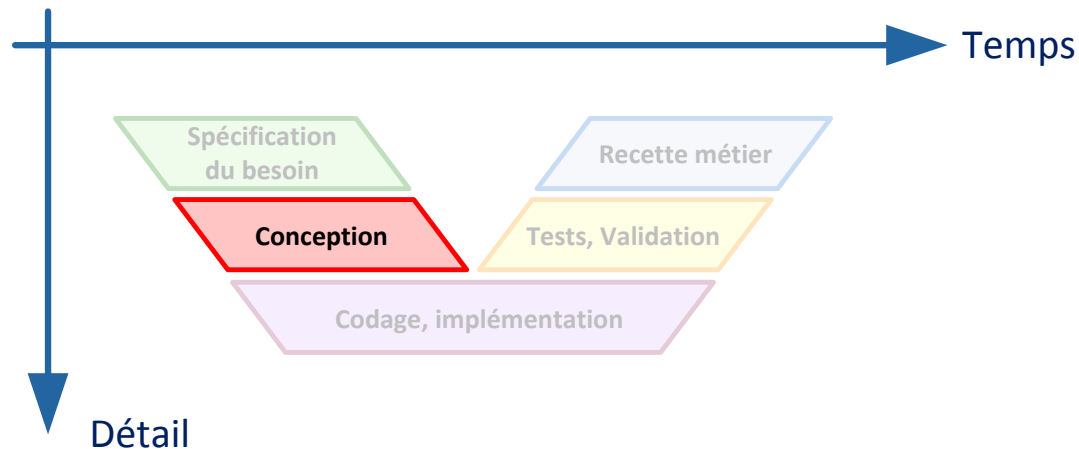 Temps
Spécification
du besoin
Recette métier
Conception
Tests, Validation
Codage, implémentation
Détail